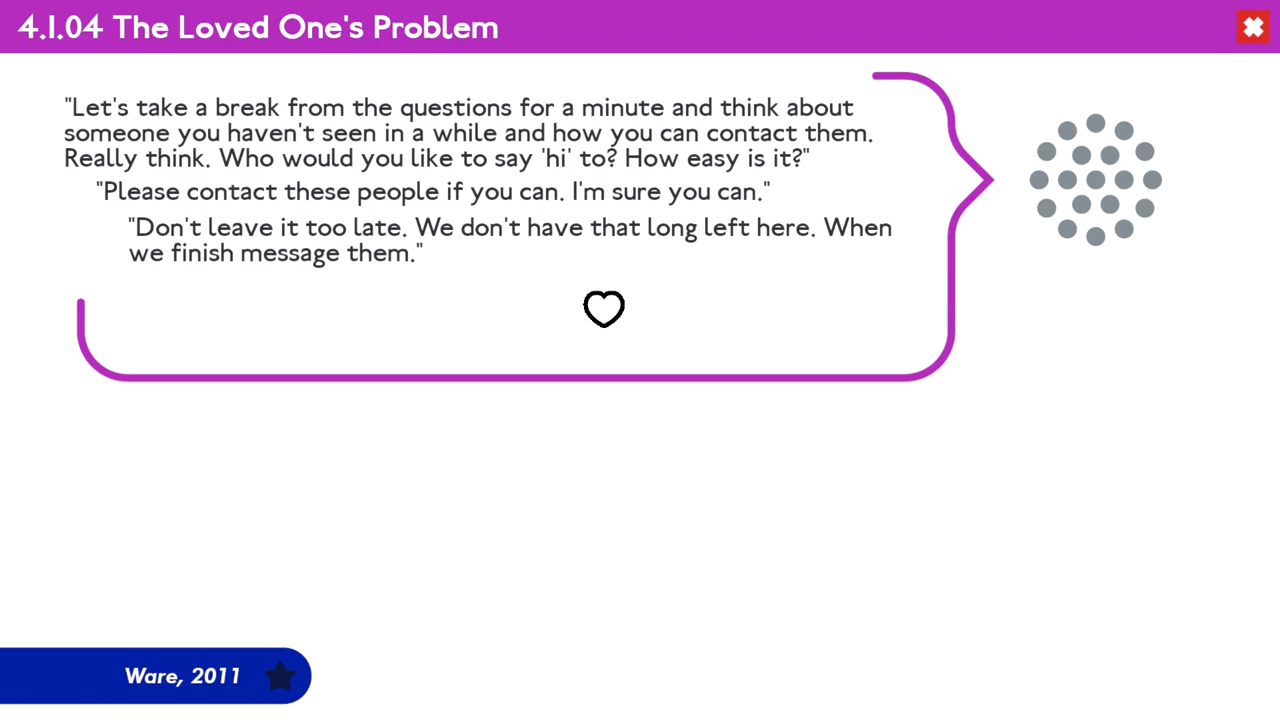 4.1.04 The Loved One's Problem
"Let's take a break from the questions for a minute and think about
someone you haven't seen in a while and how you can contact them.
Really think. Who would you like to say 'hi' to? How easy is it?"
"Please contact these people if you can. I'm sure you can."
"Don't leave it too late. We don't have that long left here. When
we finish message them."
Ware, 2011